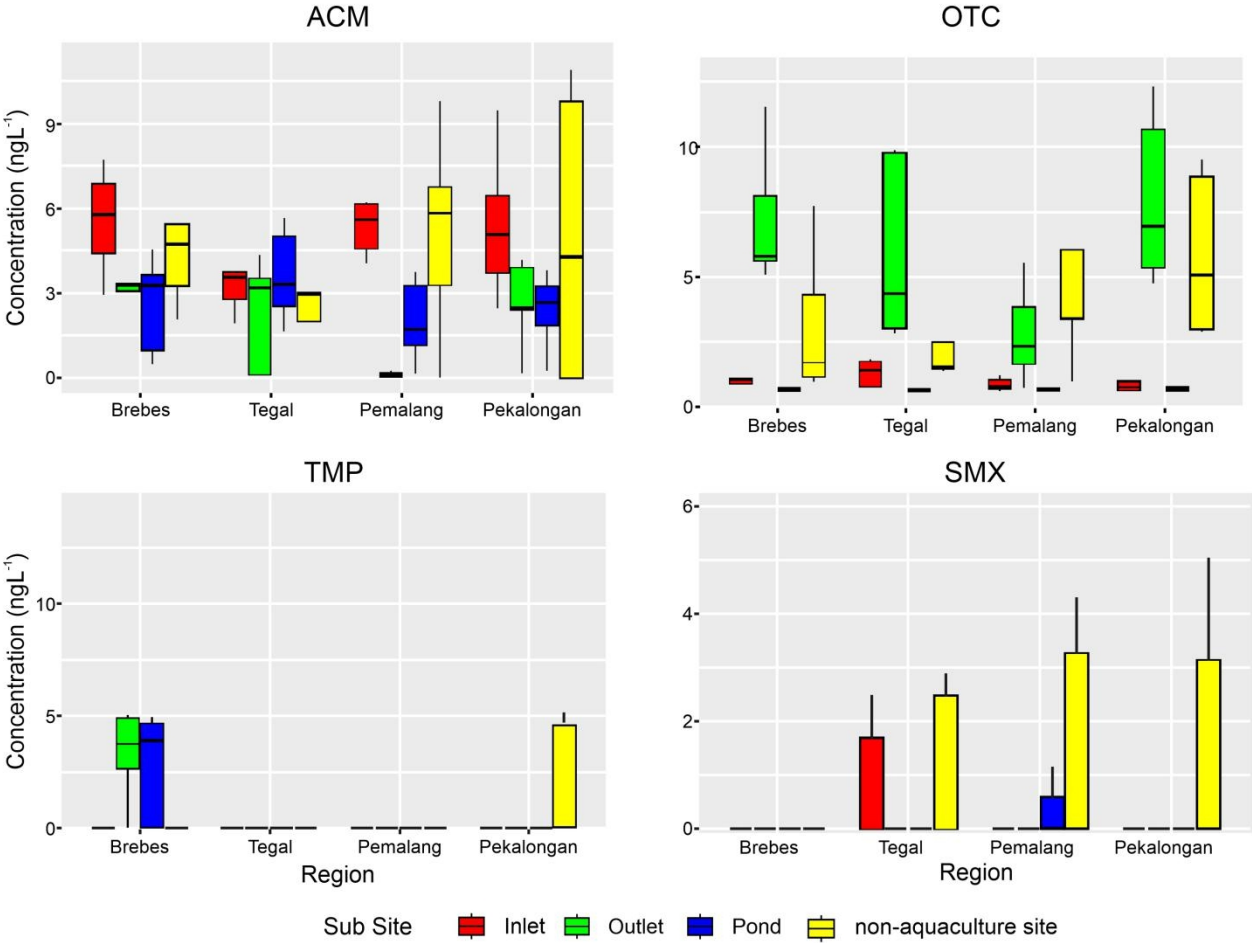 ACM
Concentration (ngL⁻¹)
9
6
3
0
Brebes Tegal Pemalang Pekalongan
OTC
10
5
0
Brebes Tegal Pemalang Pekalongan
TMP
Concentration (ngL⁻¹)
10
5
0
Brebes Tegal Pemalang Pekalongan
Region
SMX
6
4
2
0
Brebes Tegal Pemalang Pekalongan
Region
Sub Site Inlet Outlet Pond non-aquaculture site